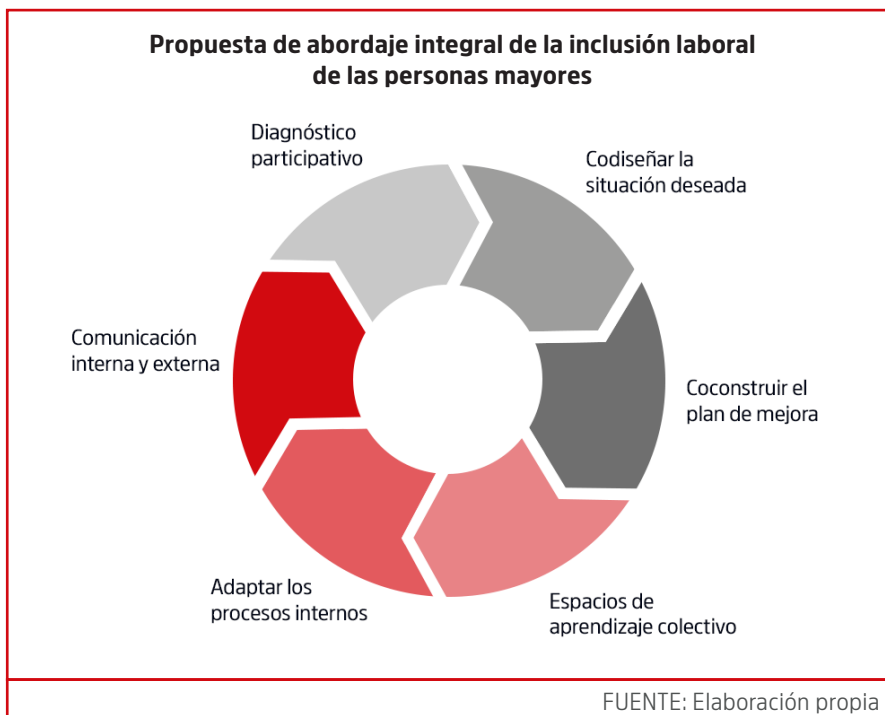 Propuesta de abordaje integral de la inclusión laboral
de las personas mayores
Diagnóstico
participativo
Codiseñar la
situación deseada
Coconstruir el
plan de mejora
Espacios de
aprendizaje colectivo
Adaptar los
procesos internos
Comunicación
interna y externa
FUENTE: Elaboración propia